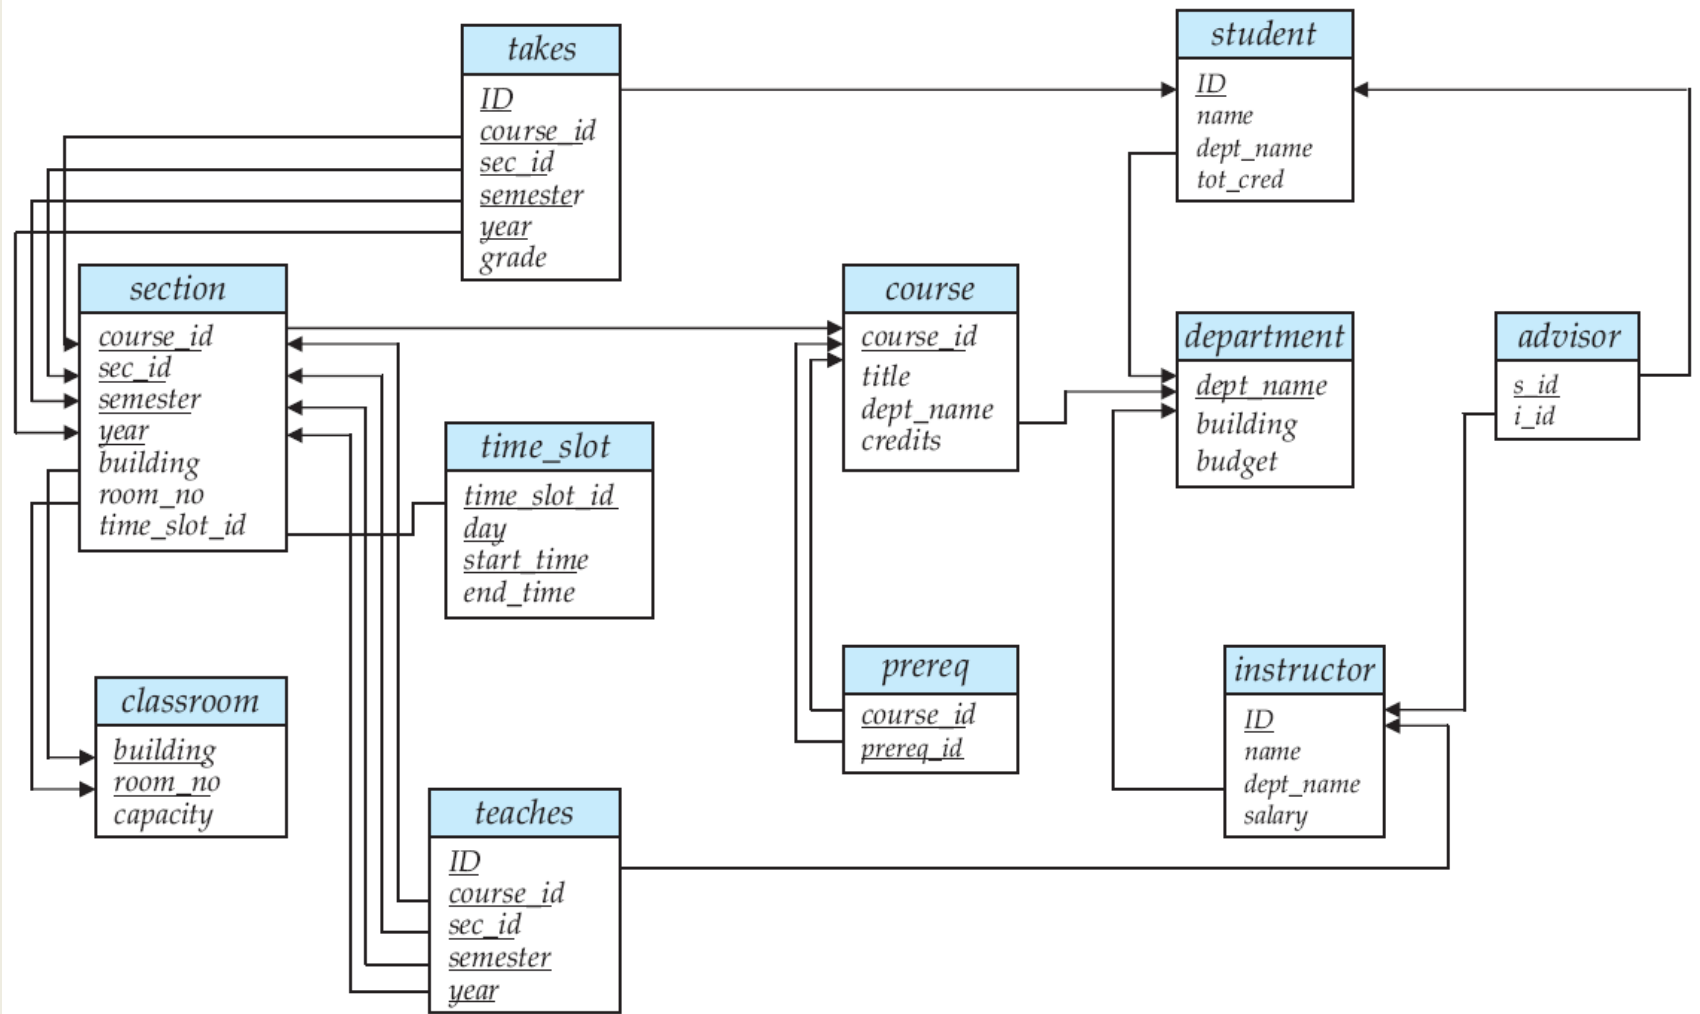 takes
ID
course_id
sec_id
semester
year
grade
student
ID
name
dept_name
tot_cred
section
course_id
sec_id
semester
year
building
room_no
time_slot_id
course
course_id
title
dept_name
credits
department
dept_name
building
budget
advisor
s_id
i_id
time_slot
time_slot_id
day
start_time
end_time
prereq
course_id
prereq_id
instructor
ID
name
dept_name
salary
classroom
building
room_no
capacity
teaches
ID
course_id
sec_id
semester
year